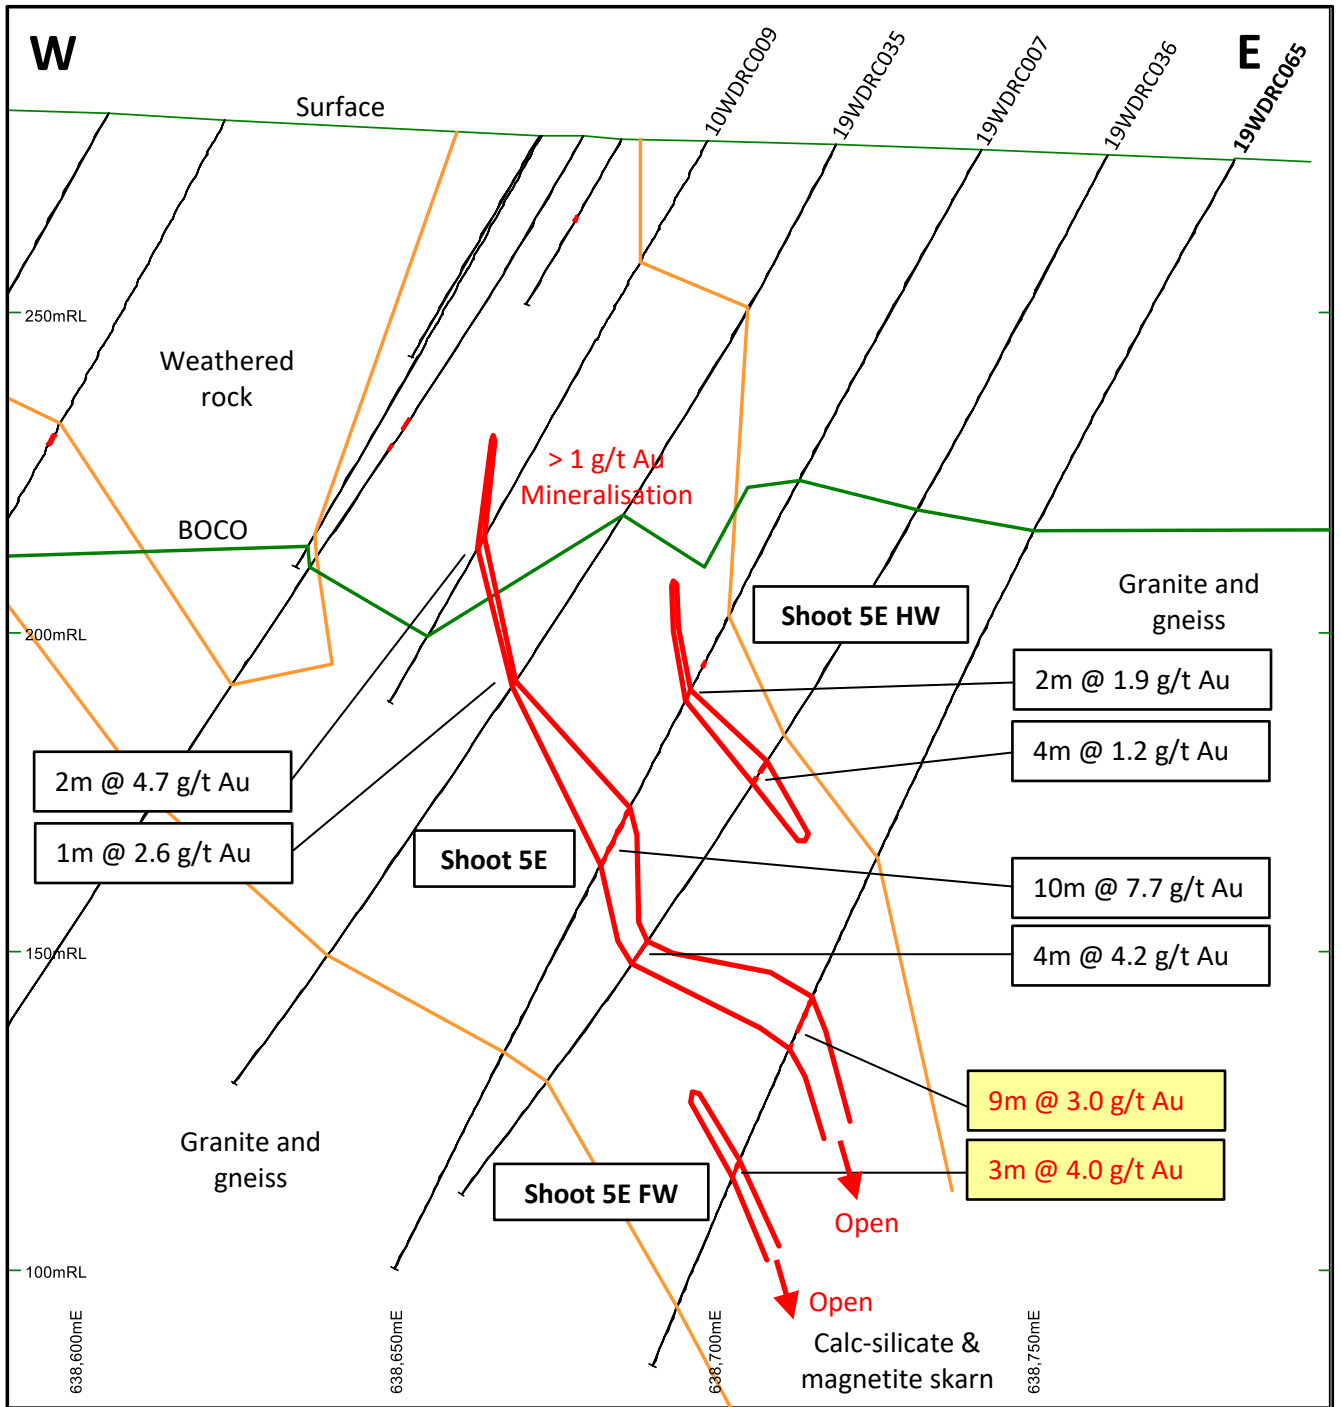 W
E
10WDRC009
19WDRC035
19WDRC007
19WDRC036
19WDRC065
Surface
250mRL
Weathered
rock
> 1 g/t Au
Mineralisation
BOCO
Granite and
gneiss
Shoot 5E HW
200mRL
2m @ 1.9 g/t Au
4m @ 1.2 g/t Au
2m @ 4.7 g/t Au
1m @ 2.6 g/t Au
Shoot 5E
10m @ 7.7 g/t Au
4m @ 4.2 g/t Au
150mRL
9m @ 3.0 g/t Au
3m @ 4.0 g/t Au
Granite and
gneiss
Shoot 5E FW
Open
100mRL
Open
Calc-silicate &
magnetite skarn
638,600mE
638,650mE
638,700mE
638,750mE